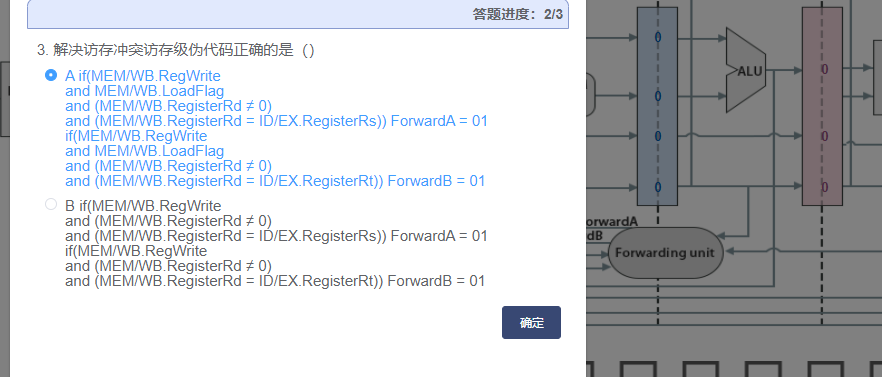 答题进度：2/3
3. 解决访存冲突访存级伪代码正确的是（）
A if(MEM/WB.RegWrite
and MEM/WB.LoadFlag
and (MEM/WB.RegisterRd ≠ 0)
and (MEM/WB.RegisterRd = ID/EX.RegisterRs)) ForwardA = 01
if(MEM/WB.RegWrite
and MEM/WB.LoadFlag
and (MEM/WB.RegisterRd ≠ 0)
and (MEM/WB.RegisterRd = ID/EX.RegisterRt)) ForwardB = 01
B if(MEM/WB.RegWrite
and (MEM/WB.RegisterRd ≠ 0)
and (MEM/WB.RegisterRd = ID/EX.RegisterRs)) ForwardA = 01
if(MEM/WB.RegWrite
and (MEM/WB.RegisterRd ≠ 0)
and (MEM/WB.RegisterRd = ID/EX.RegisterRt)) ForwardB = 01
确定
0
0
0
0
ALU
0
0
0
0
orwardA
dB
Forwarding unit